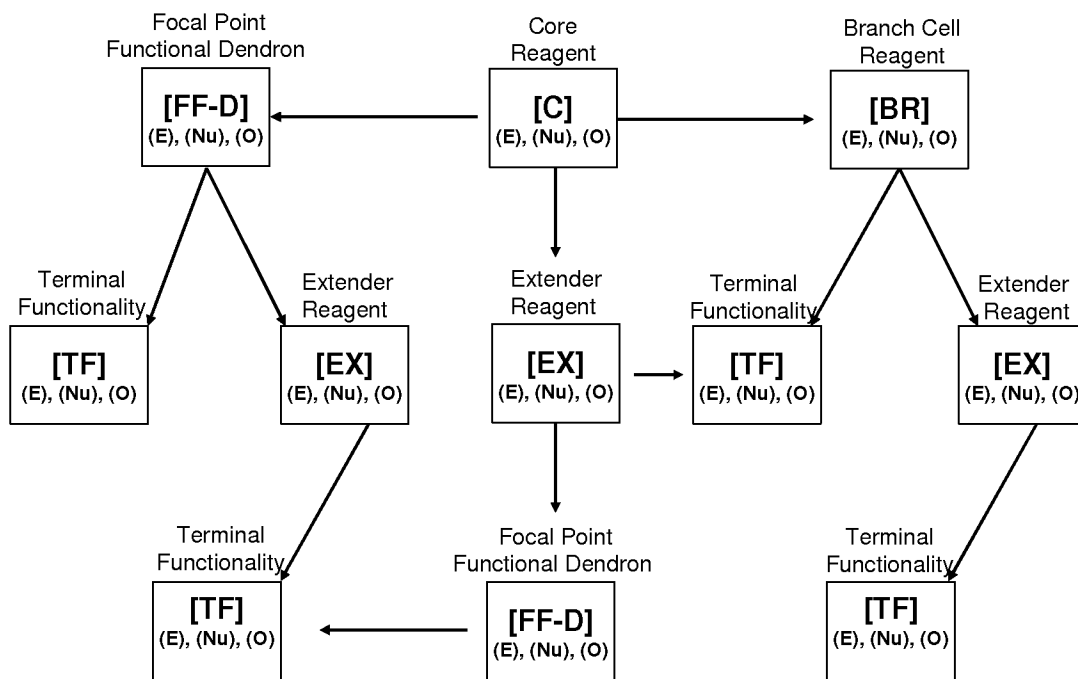 Focal Point
Functional Dendron
[FF-D]
(E), (Nu), (O)
Core
Reagent
[C]
(E), (Nu), (O)
Branch Cell
Reagent
[BR]
(E), (Nu), (O)
Terminal
Functionality
[TF]
(E), (Nu), (O)
Extender
Reagent
[EX]
(E), (Nu), (O)
Extender
Reagent
[EX]
(E), (Nu), (O)
Terminal
Functionality
[TF]
(E), (Nu), (O)
Extender
Reagent
[EX]
(E), (Nu), (O)
Terminal
Functionality
[TF]
(E), (Nu), (O)
Focal Point
Functional Dendron
[FF-D]
(E), (Nu), (O)
Terminal
Functionality
[TF]
(E), (Nu), (O)